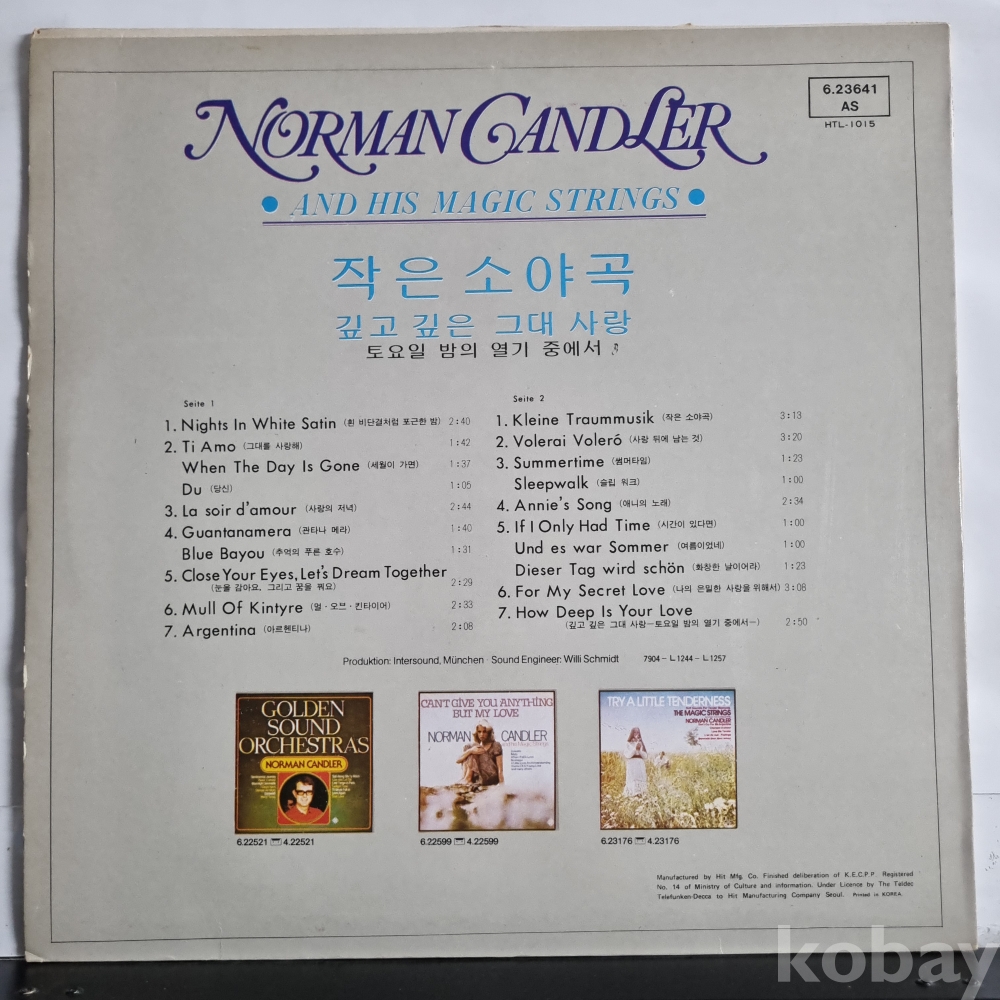 6.23641
AS
HTL-1015
NORMAN CANDLER
• AND HIS MAGIC STRINGS •
작은 소야곡
깊고 깊은 그대 사랑
토요일 밤의 열기 중에서
Seite 1
1. Nights In White Satin (흰 비단결처럼 포근한 밤) 2:40
2. Ti Amo (그대를 사랑해) 1:42
When The Day Is Gone (세월이 가면) 1:37
Du (당신) 1:05
3. La soir d'amour (사랑의 저녁) 2:44
4. Guantanamera (관타나 메라) 1:40
Blue Bayou (추억의 푸른 호수) 1:31
5. Close Your Eyes, Let's Dream Together 2:29
(눈을 감아요, 그리고 꿈을 꿔요)
6. Mull Of Kintyre (멀·오브·킨타이어) 2:33
7. Argentina (아르헨티나) 2:08
Seite 2
1. Kleine Traummusik (작은 소야곡) 3:13
2. Volerai Voleró (사랑 뒤에 남는 것) 3:20
3. Summertime (썸머타임) 1:23
Sleepwalk (슬립 워크) 1:00
4. Annie's Song (애니의 노래) 2:34
5. If I Only Had Time (시간이 있다면) 1:00
Und es war Sommer (여름이었네) 1:00
Dieser Tag wird schön (화창한 날이어라) 1:23
6. For My Secret Love (나의 은밀한 사랑을 위해서) 3:08
7. How Deep Is Your Love
(깊고 깊은 그대 사랑-토요일 밤의 열기 중에서-) 2:50
Produktion: Intersound, München · Sound Engineer: Willi Schmidt 7904-L1244-L1257
GOLDEN
SOUND
ORCHESTRAS
NORMAN CANDLER
CAN'T GIVE YOU ANYTHING
BUT MY LOVE
NORMAN CANDLER
TRY A LITTLE TENDERNESS
THE MAGIC STRINGS
NORMAN CANDLER
6.22521 4.22521
6.22599 4.22599
6.23176 4.23176
Manufactured by Hit Mfg. Co. Finished deliberation of K.E.C.P.P. Registered
No. 14 of Ministry of Culture and information. Under Licence by The Teldec
Telefunken-Decca to Hit Manufacturing Company Seoul. Printed in KOREA.
kobay